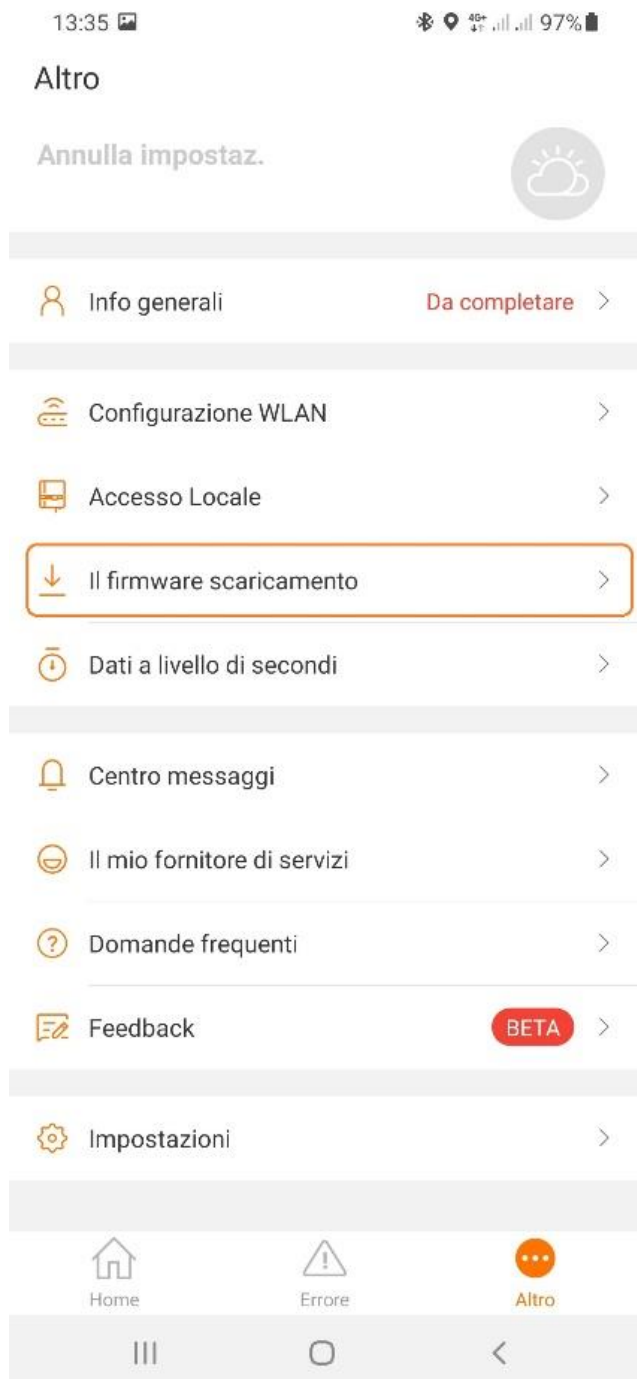 13:35 4G+ 97%
Altro
Annulla impostaz.
Info generali Da completare
Configurazione WLAN
Accesso Locale
Il firmware scaricamento
Dati a livello di secondi
Centro messaggi
Il mio fornitore di servizi
Domande frequenti
Feedback BETA
Impostazioni
Home Errore Altro